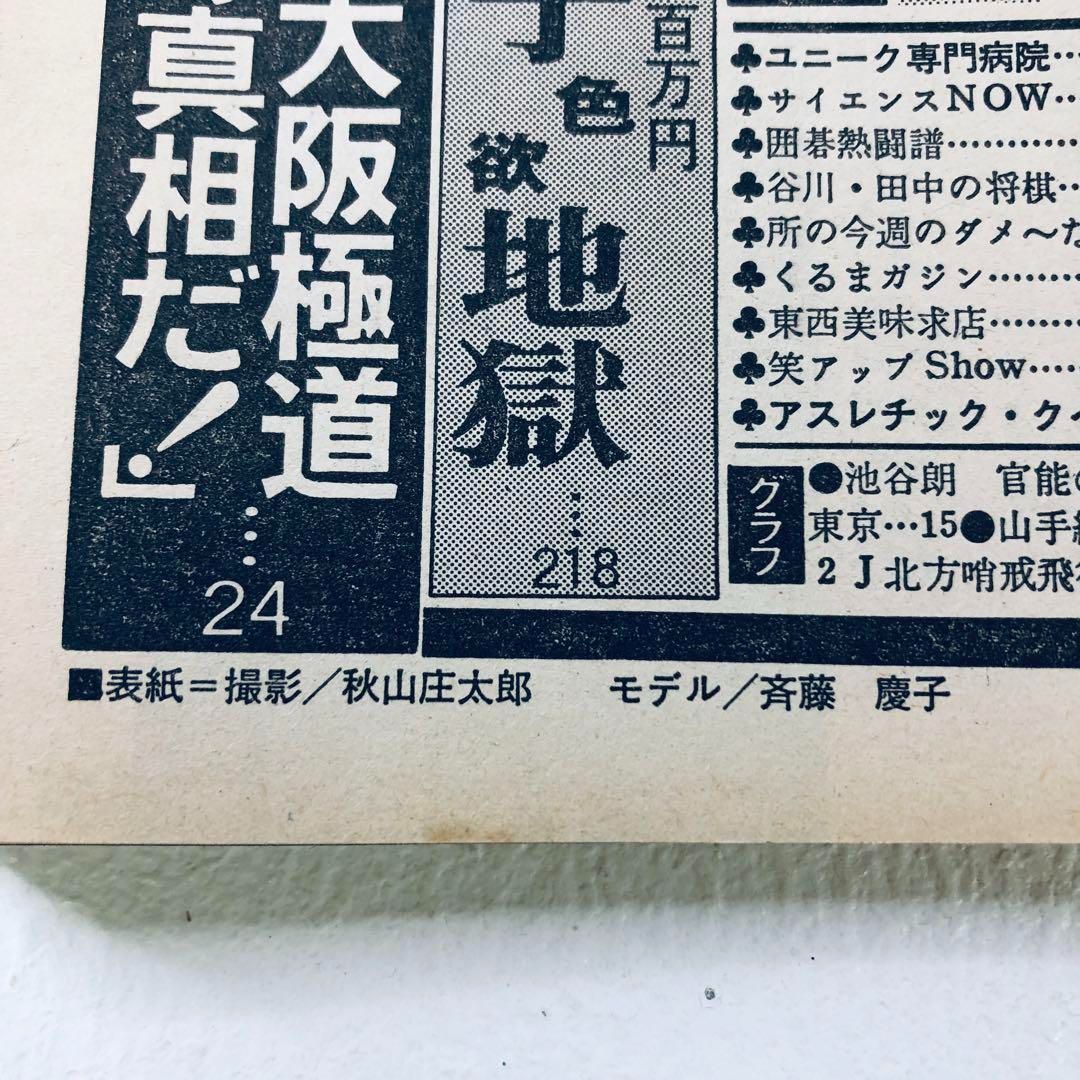 大阪極道…
真相だ!」
24
百万円
色
欲
地獄…
218
♣ユニーク専門病院…
♣サイエンスNOW…
♣囲碁熱闘譜…………
♣谷川・田中の将棋…
♣所の今週のダメ〜な
♣くるまガジン………
♣東西美味求店………
♣笑アップShow……
♣アスレチック・ク
グラフ
●池谷朗 官能
東京…15●山手
2J北方哨戒飛
表紙=撮影/秋山庄太郎 モデル/斉藤 慶子